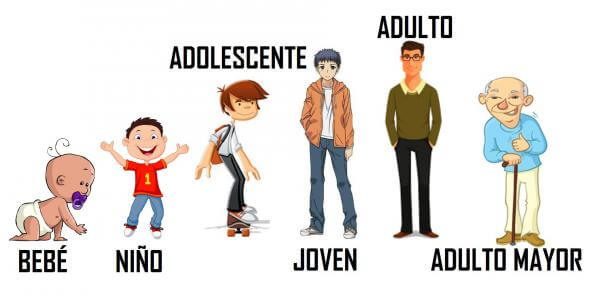 BEBÉ
NIÑO
1
ADOLESCENTE
JOVEN
ADULTO
ADULTO MAYOR